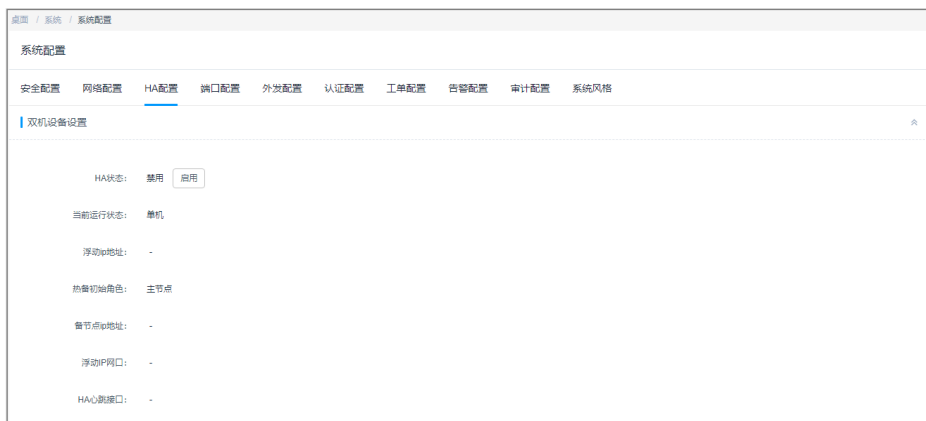 桌面 / 系统 / 系统配置
系统配置
安全配置 网络配置 HA配置 端口配置 外发配置 认证配置 工单配置 告警配置 审计配置 系统风格
双机设备设置
HA状态: 禁用 启用
当前运行状态: 单机
浮动ip地址: -
热备初始角色: 主节点
备节点ip地址: -
浮动IP网口: -
HA心跳接口: -